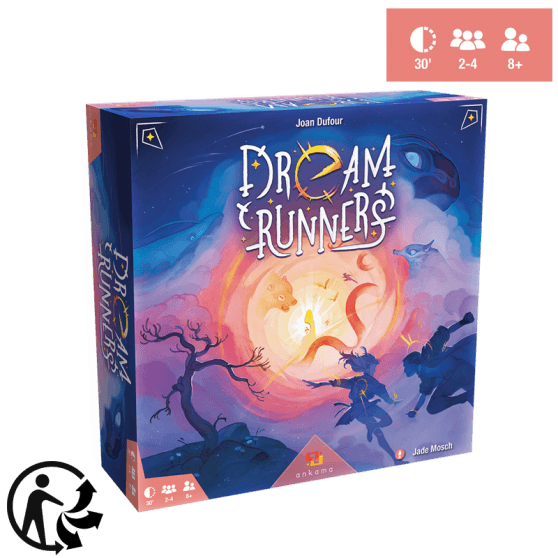 30' 2-4 8+
Joan Dufour
DREAM
RUNNERS
DREAM
RUNNERS
ankama
Jade Mosch
30' 2-4 8+